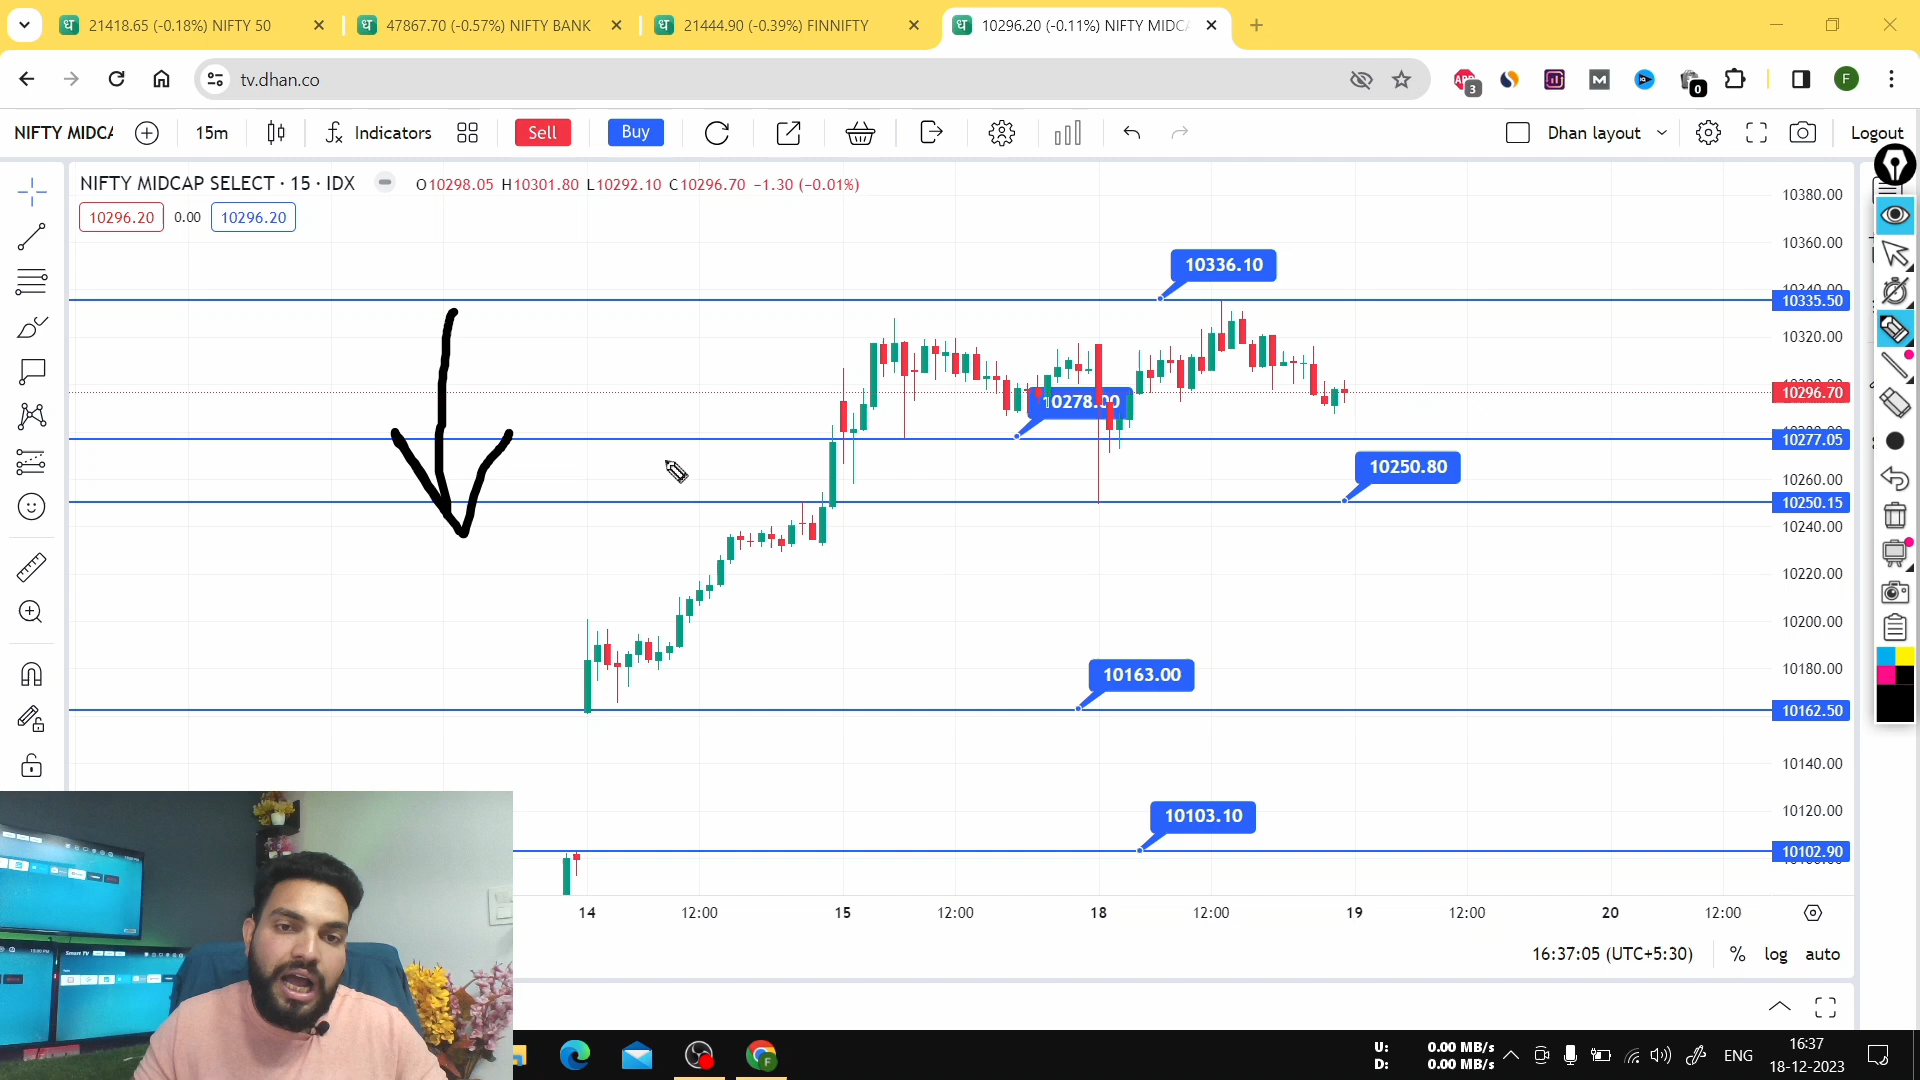 21418.65 (-0.18%) NIFTY 50
47867.70 (-0.57%) NIFTY BANK
21444.90 (-0.39%) FINNIFTY
10296.20 (-0.11%) NIFTY MIDC
tv.dhan.co
3
0
F
NIFTY MIDCA
15m
Indicators
Sell
Buy
Dhan layout
Logout
NIFTY MIDCAP SELECT · 15 · IDX
O10298.05 H10301.80 L10292.10 C10296.70 −1.30 (−0.01%)
10296.20
0.00
10296.20
10380.00
10360.00
10336.10
10335.50
10320.00
10296.70
10278.00
10277.05
10250.80
10260.00
10250.15
10240.00
10220.00
10200.00
10163.00
10180.00
10162.50
10140.00
10103.10
10120.00
10102.90
14
12:00
15
12:00
18
12:00
19
12:00
20
12:00
16:37:05 (UTC+5:30)
%
log
auto
U: 0.00 MB/s
D: 0.00 MB/s
ENG
16:37
18-12-2023